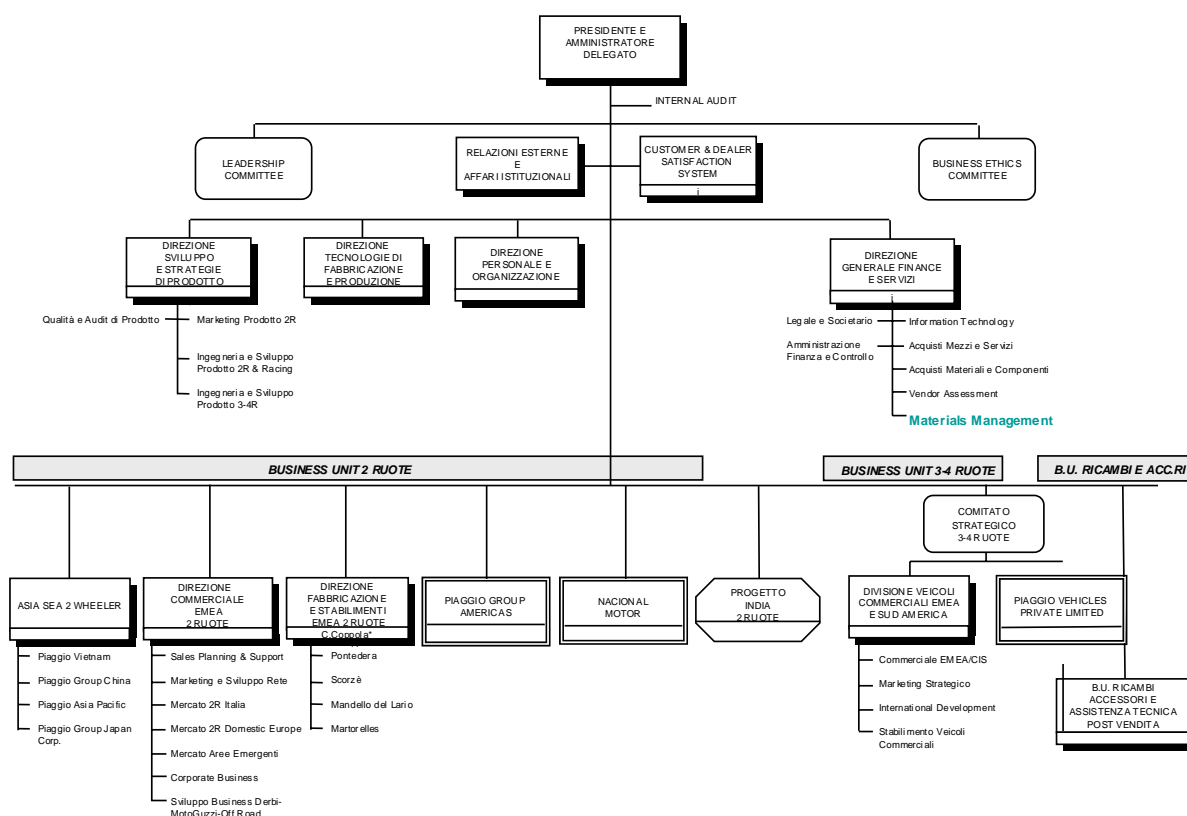 PRESIDENTE E
AMMINISTRATORE
DELEGATO
INTERNAL AUDIT
LEADERSHIP
COMMITTEE
RELAZIONI ESTERNE
E
AFFARI ISTITUZIONALI
CUSTOMER & DEALER
SATISFACTION
SYSTEM
i
BUSINESS ETHICS
COMMITTEE
DIREZIONE
SVILUPPO
E STRATEGIE
DI PRODOTTO
DIREZIONE
TECNOLOGIE DI
FABBRICAZIONE
E PRODUZIONE
DIREZIONE
PERSONALE E
ORGANIZZAZIONE
DIREZIONE
GENERALE FINANCE
E SERVIZI
i
Qualità e Audit di Prodotto
Marketing Prodotto 2R
Ingegneria e Sviluppo
Prodotto 2R & Racing
Ingegneria e Sviluppo
Prodotto 3-4R
Legale e Societario
Amministrazione
Finanza e Controllo
Information Technology
Acquisti Mezzi e Servizi
Acquisti Materiali e Componenti
Vendor Assessment
Materials Management
BUSINESS UNIT 2 RUOTE
BUSINESS UNIT 3-4 RUOTE
B.U. RICAMBI E ACC.RI
COMITATO
STRATEGICO
3-4 RUOTE
ASIA SEA 2 WHEELER
DIREZIONE
COMMERCIALE
EMEA
2 RUOTE
DIREZIONE
FABBRICAZIONE
E STABILIMENTI
EMEA 2 RUOTE
C.Coppola*
PIAGGIO GROUP
AMERICAS
NACIONAL
MOTOR
PROGETTO
INDIA
2 RUOTE
DIVISIONE VEICOLI
COMMERCIALI EMEA
E SUD AMERICA
PIAGGIO VEHICLES
PRIVATE LIMITED
Piaggio Vietnam
Piaggio Group China
Piaggio Asia Pacific
Piaggio Group Japan
Corp.
Sales Planning & Support
Marketing e Sviluppo Rete
Mercato 2R Italia
Mercato 2R Domestic Europe
Mercato Aree Emergenti
Corporate Business
Sviluppo Business Derbi-
MotoGuzzi-Off Road
Pontedera
Scorzè
Mandello del Lario
Martorelles
Commerciale EMEA/CIS
Marketing Strategico
International Development
Stabilimento Veicoli
Commerciali
B.U. RICAMBI
ACCESSORI E
ASSISTENZA TECNICA
POST VENDITA